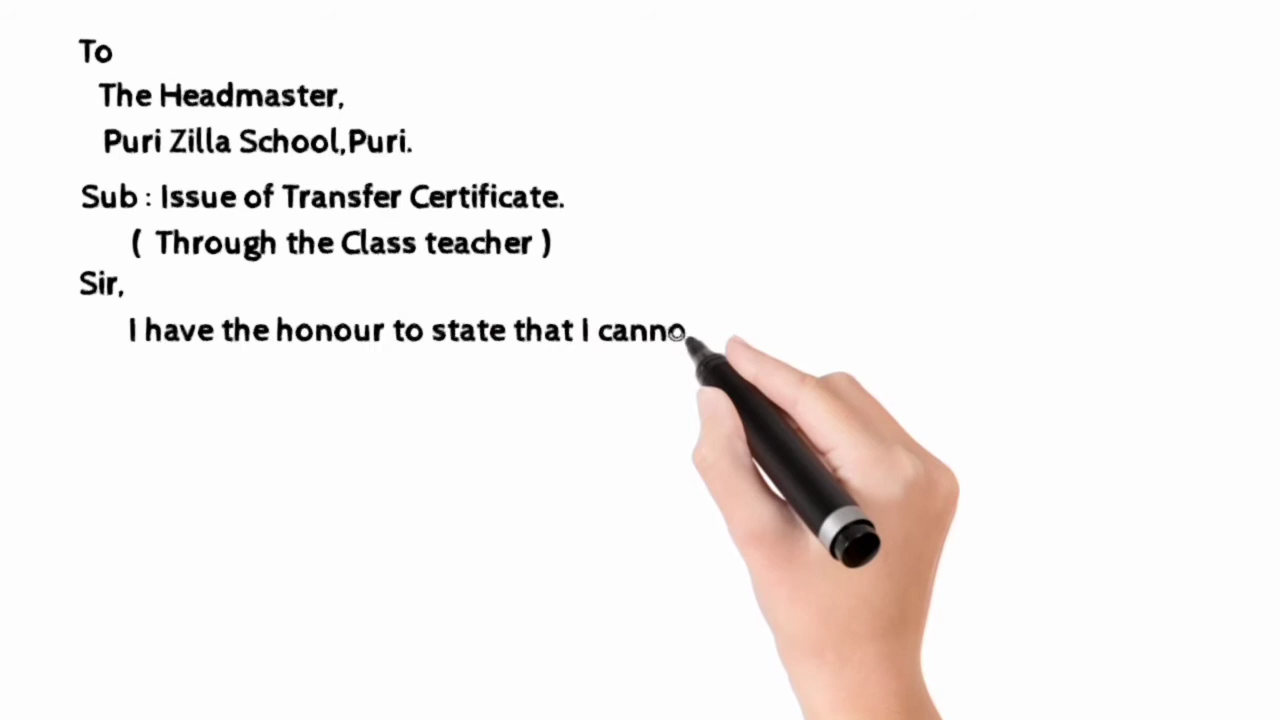 To
The Headmaster,
Puri Zilla School,Puri.
Sub : Issue of Transfer Certificate.
( Through the Class teacher )
Sir,
I have the honour to state that I canno